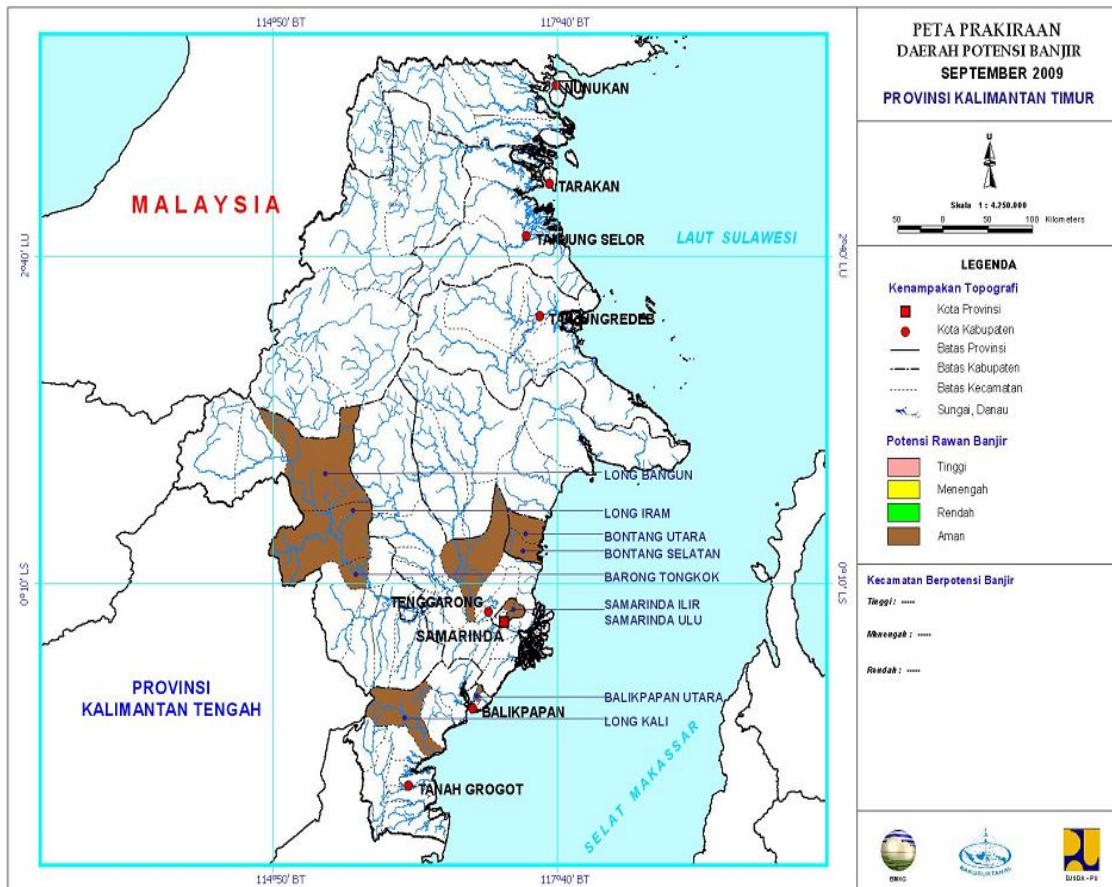 114°50' BT
117°40' BT
2°40' LU
2°40' LU
0°10' LS
0°10' LS
114°50' BT
117°40' BT
NUNUKAN
TARAKAN
MALAYSIA
TANJUNG SELOR
LAUT SULAWESI
TANJUNGREDEB
LONG BANGUN
LONG IRAM
BONTANG UTARA
BONTANG SELATAN
BARONG TONGKOK
TENGGARONG
SAMARINDA ILIR
SAMARINDA ULU
SAMARINDA
PROVINSI
KALIMANTAN TENGAH
BALIKPAPAN UTARA
BALIKPAPAN
LONG KALI
TANAH GROGOT
SELAT MAKASSAR
PETA PRAKIRAAN
DAERAH POTENSI BANJIR
SEPTEMBER 2009
PROVINSI KALIMANTAN TIMUR
U
Skala 1 : 4.250.000
50 0 50 100 Kilometers
LEGENDA
Kenampakan Topografi
Kota Provinsi
Kota Kabupaten
Batas Provinsi
Batas Kabupaten
Batas Kecamatan
Sungai, Danau
Potensi Rawan Banjir
Tinggi
Menengah
Rendah
Aman
Kecamatan Berpotensi Banjir
Tinggi : -----
Menengah : -----
Rendah : -----
BMKG
BAKOSURTANAL
DJSDA - PU